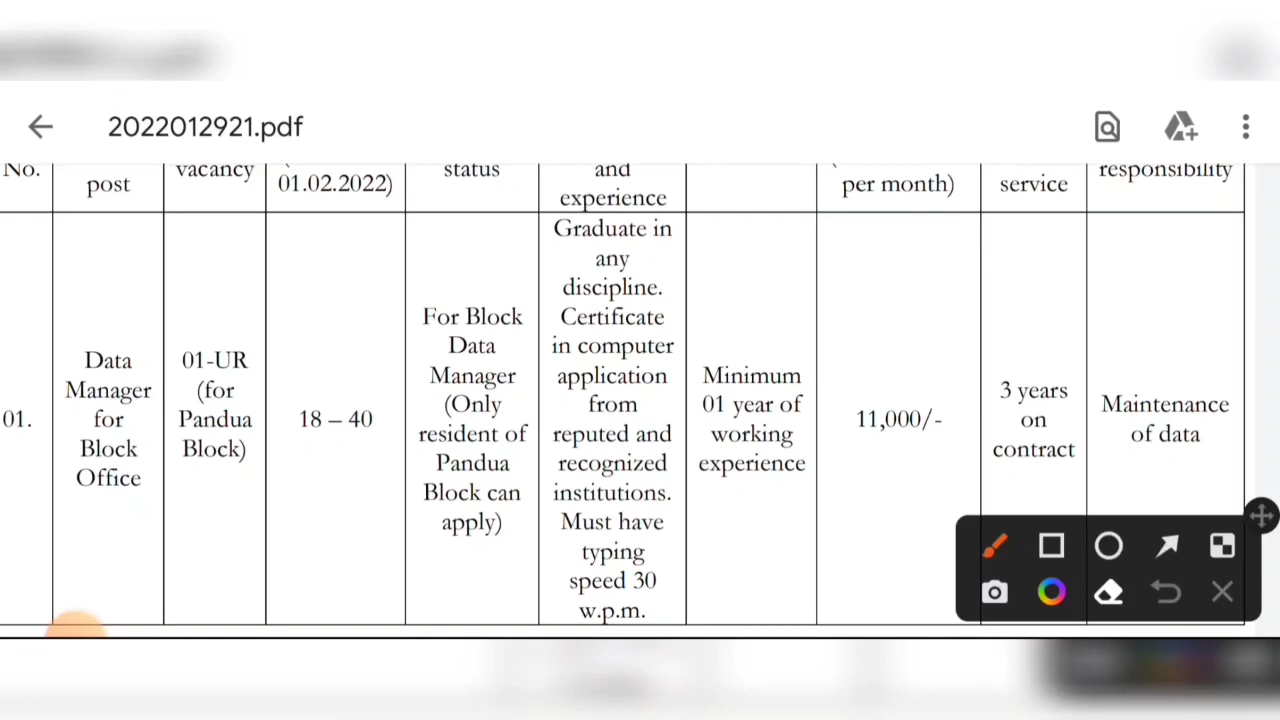 2022012921.pdf
No.
post
vacancy
01.02.2022)
status
and
experience
per month)
service
responsibility
01.
Data
Manager
for
Block
Office
01-UR
(for
Pandua
Block)
18 – 40
For Block
Data
Manager
(Only
resident of
Pandua
Block can
apply)
Graduate in
any
discipline.
Certificate
in computer
application
from
reputed and
recognized
institutions.
Must have
typing
speed 30
w.p.m.
Minimum
01 year of
working
experience
11,000/-
3 years
on
contract
Maintenance
of data